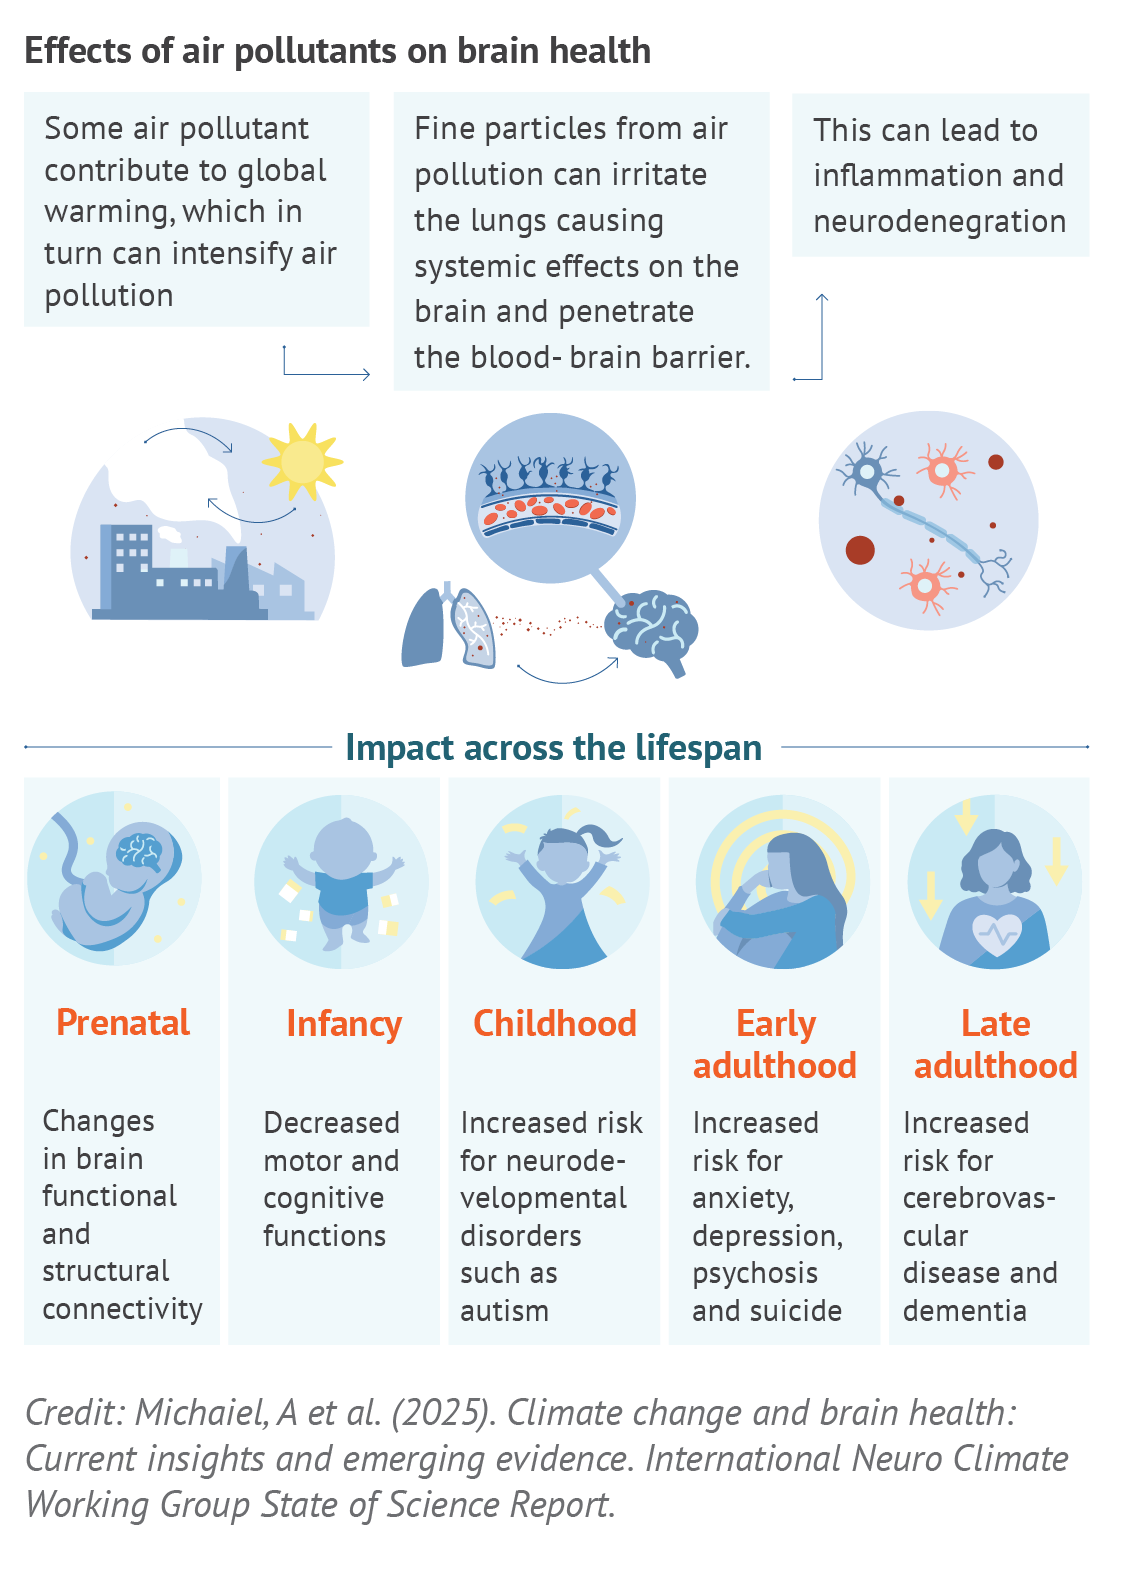 Effects of air pollutants on brain health
Some air pollutant
contribute to global
warming, which in
turn can intensify air
pollution
Fine particles from air
pollution can irritate
the lungs causing
systemic effects on the
brain and penetrate
the blood- brain barrier.
This can lead to
inflammation and
neurodenegration
Impact across the lifespan
Prenatal
Changes
in brain
functional
and
structural
connectivity
Infancy
Decreased
motor and
cognitive
functions
Childhood
Increased risk
for neurode-
velopmental
disorders
such as
autism
Early
adulthood
Increased
risk for
anxiety,
depression,
psychosis
and suicide
Late
adulthood
Increased
risk for
cerebrovas-
cular
disease and
dementia
Credit: Michaiel, A et al. (2025). Climate change and brain health:
Current insights and emerging evidence. International Neuro Climate
Working Group State of Science Report.